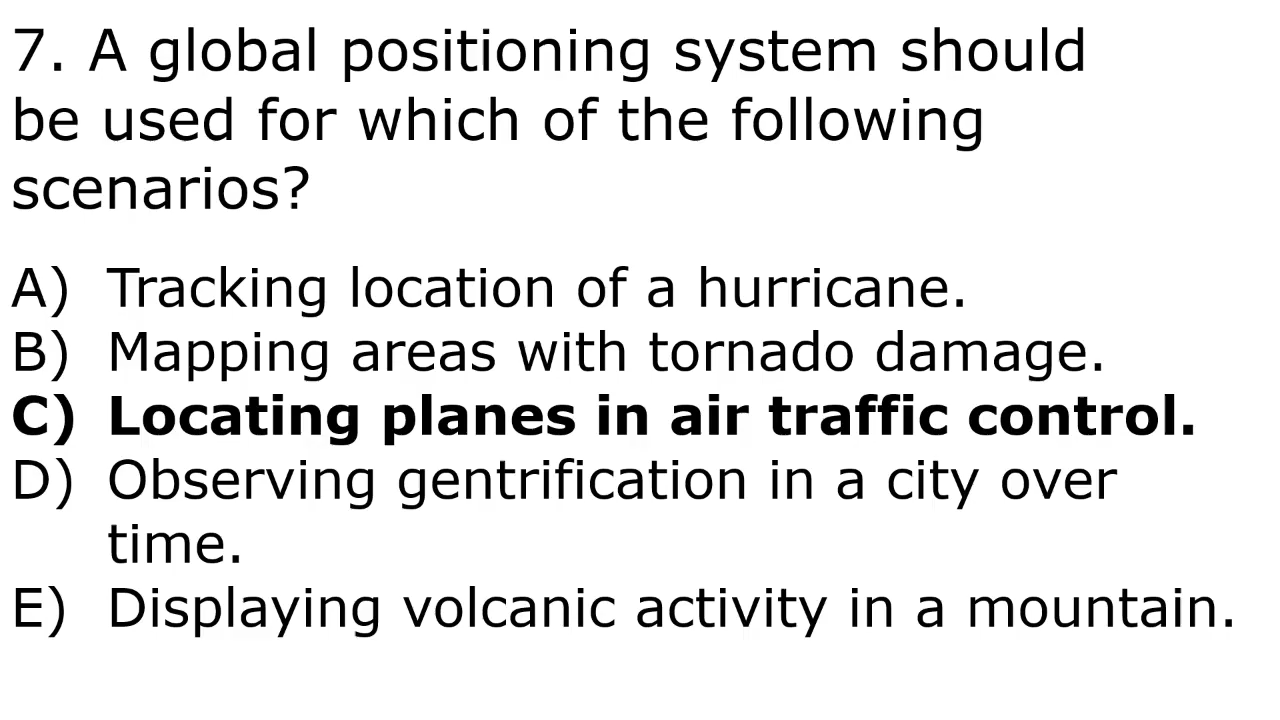 7. A global positioning system should
be used for which of the following
scenarios?
A) Tracking location of a hurricane.
B) Mapping areas with tornado damage.
C) Locating planes in air traffic control.
D) Observing gentrification in a city over
time.
E) Displaying volcanic activity in a mountain.